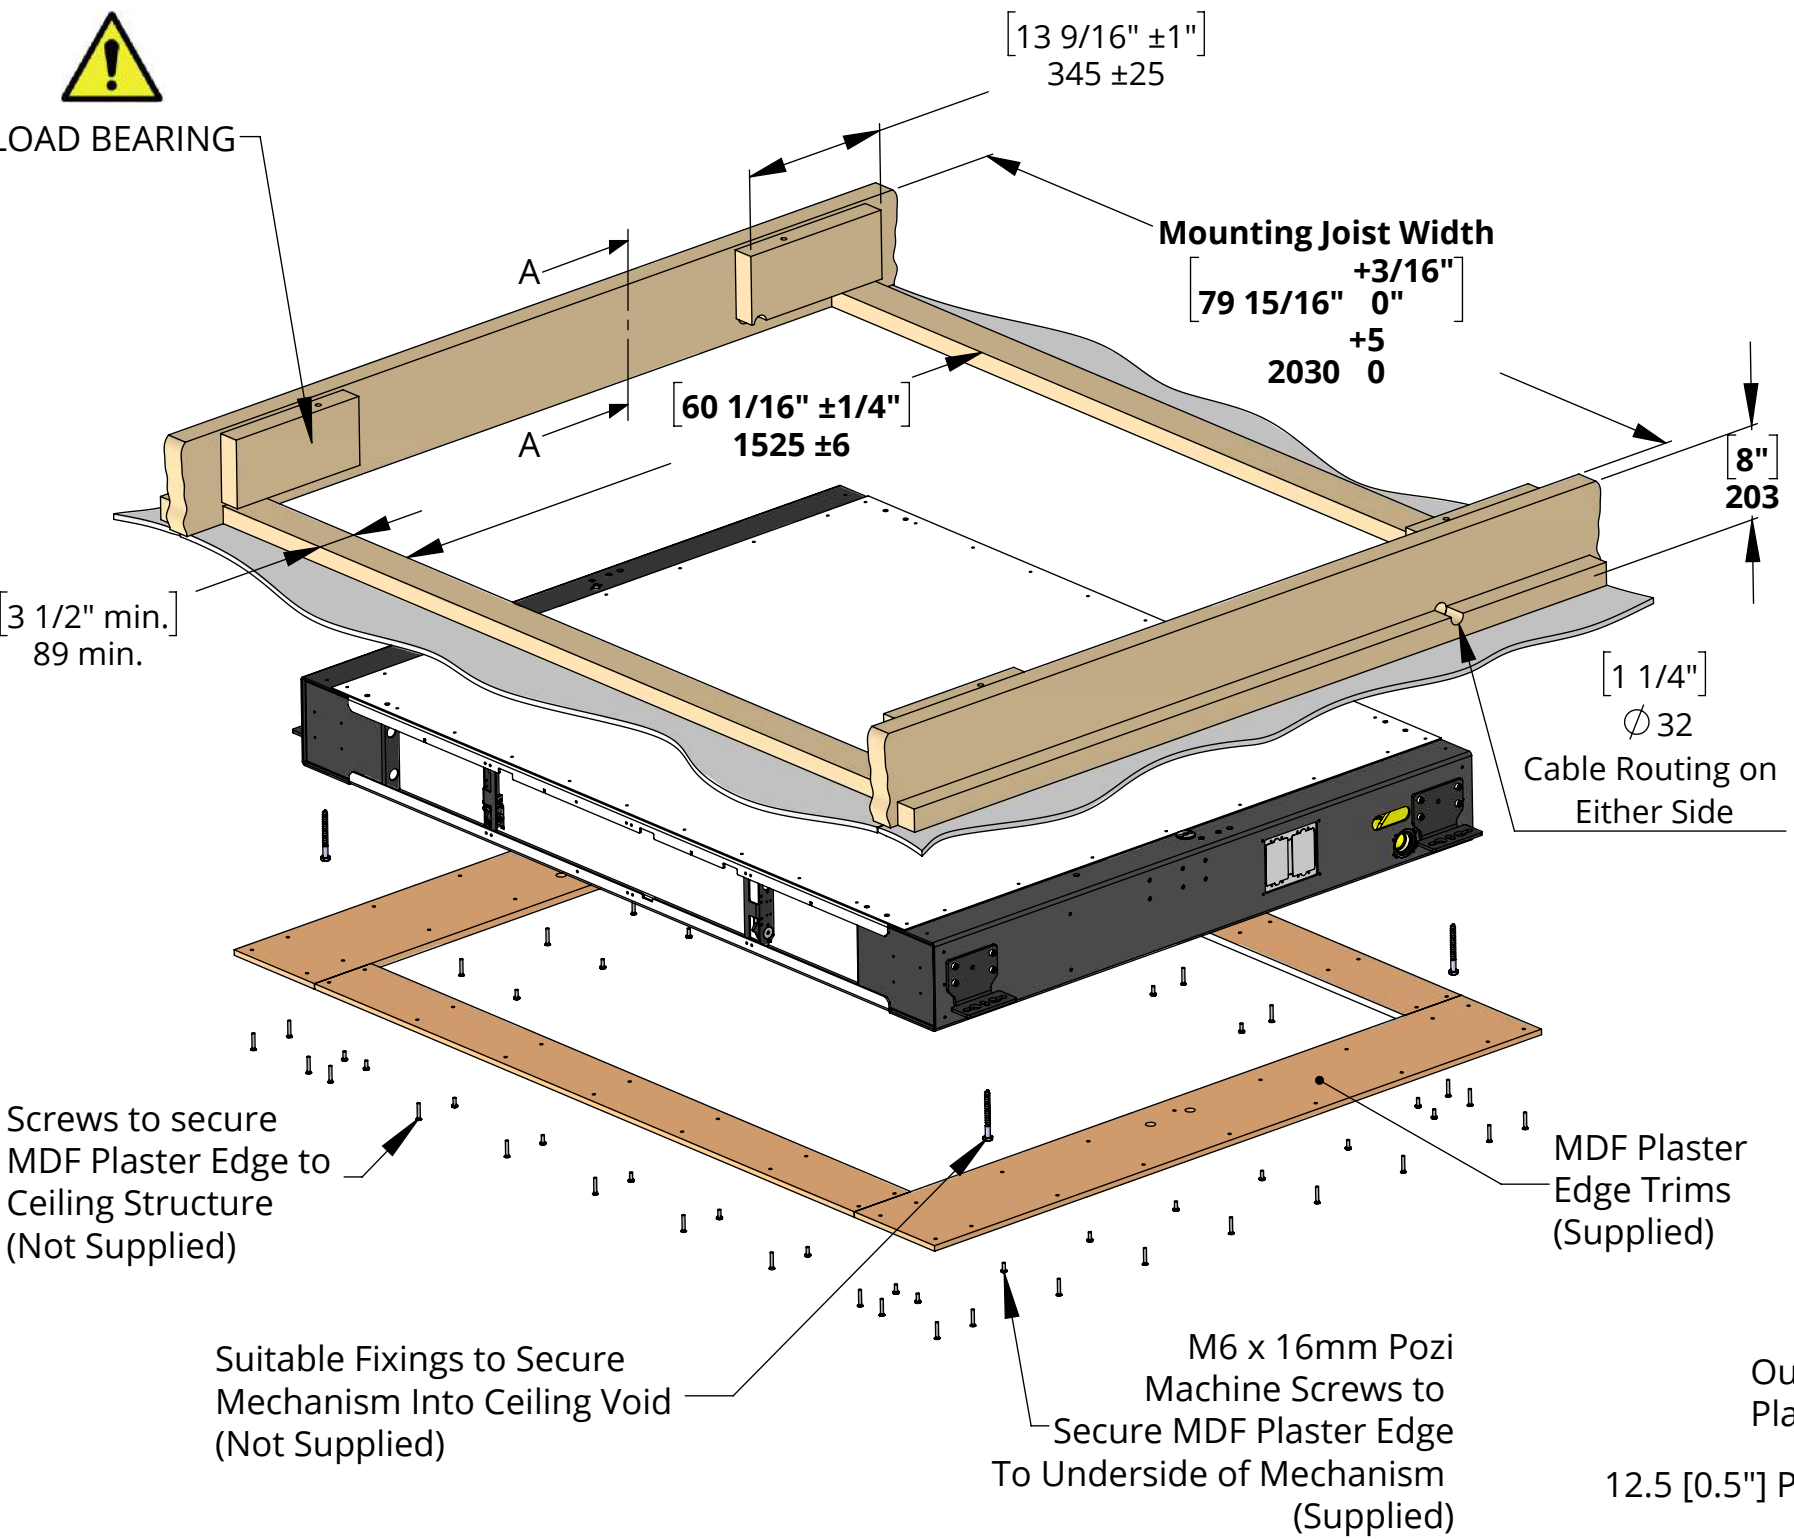 [13 9/16" ±1"]
345 ±25
LOAD BEARING
Mounting Joist Width
+3/16"
[79 15/16" 0"]
+5
2030 0
A
A
[60 1/16" ±1/4"]
1525 ±6
[8"]
203
[3 1/2" min.]
89 min.
[1 1/4"]
∅ 32
Cable Routing on
Either Side
Screws to secure
MDF Plaster Edge to
Ceiling Structure
(Not Supplied)
MDF Plaster
Edge Trims
(Supplied)
Suitable Fixings to Secure
Mechanism Into Ceiling Void
(Not Supplied)
M6 x 16mm Pozi
Machine Screws to
Secure MDF Plaster Edge
To Underside of Mechanism
(Supplied)
12.5 [0.5"]